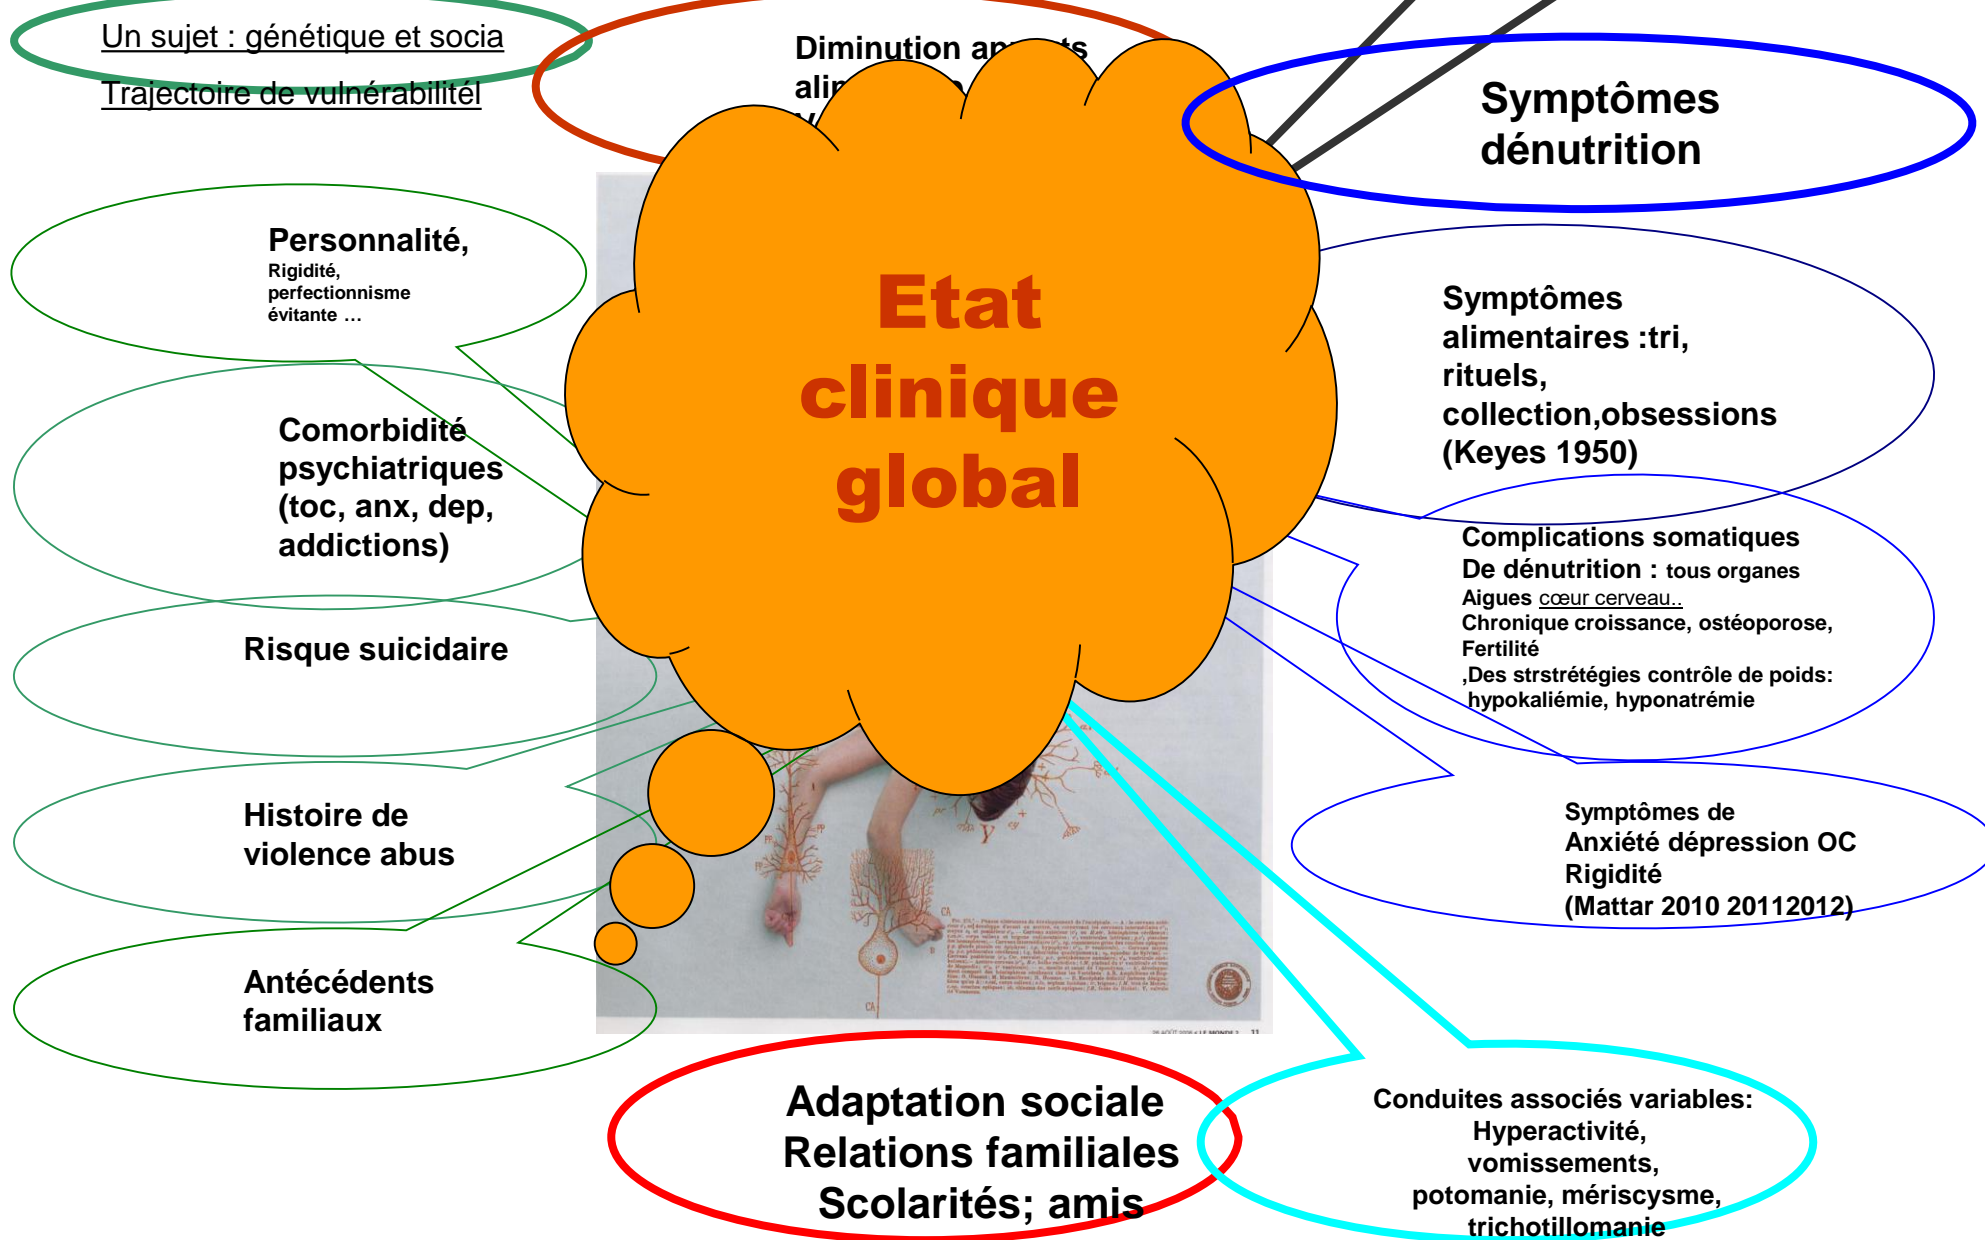 Un sujet : génétique et socia
Trajectoire de vulnérabilitél
Diminution
Symptômes
dénutrition
Personnalité,
Rigidité,
perfectionnisme
évitante …
Comorbidité
psychiatriques
(toc, anx, dep,
addictions)
Risque suicidaire
Histoire de
violence abus
Antécédents
familiaux
Etat
clinique
global
Symptômes
alimentaires :tri,
rituels,
collection,obsessions
(Keyes 1950)
Complications somatiques
De dénutrition : tous organes
Aigues cœur cerveau..
Chronique croissance, ostéoporose,
Fertilité
,Des strstrétégies contrôle de poids:
hypokaliémie, hyponatrémie
Symptômes de
Anxiété dépression OC
Rigidité
(Mattar 2010 20112012)
Adaptation sociale
Relations familiales
Scolarités; amis
Conduites associés variables:
Hyperactivité,
vomissements,
potomanie, mériscysme,
trichotillomanie